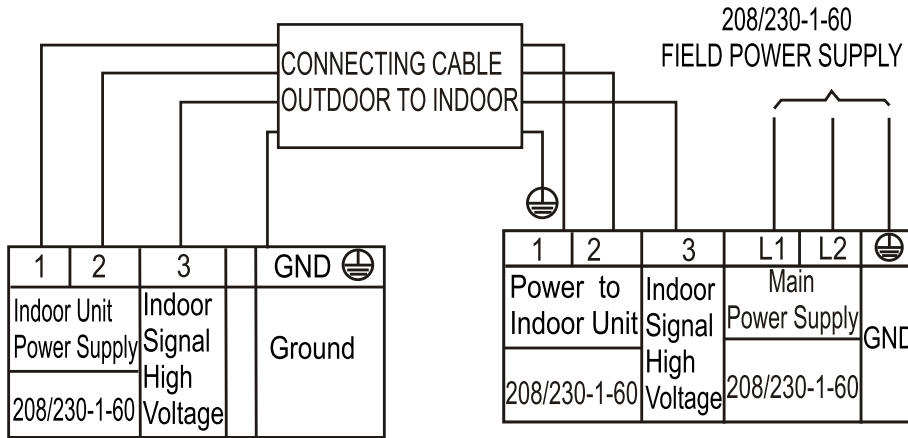 208/230-1-60
FIELD POWER SUPPLY
CONNECTING CABLE
OUTDOOR TO INDOOR
1 2 3 GND
Indoor Unit
Power Supply
208/230-1-60
Indoor
Signal
High
Voltage
Ground
1 2 3 L1 L2
Power to
Indoor Unit
208/230-1-60
Indoor
Signal
High
Voltage
Main
Power Supply
208/230-1-60
GND